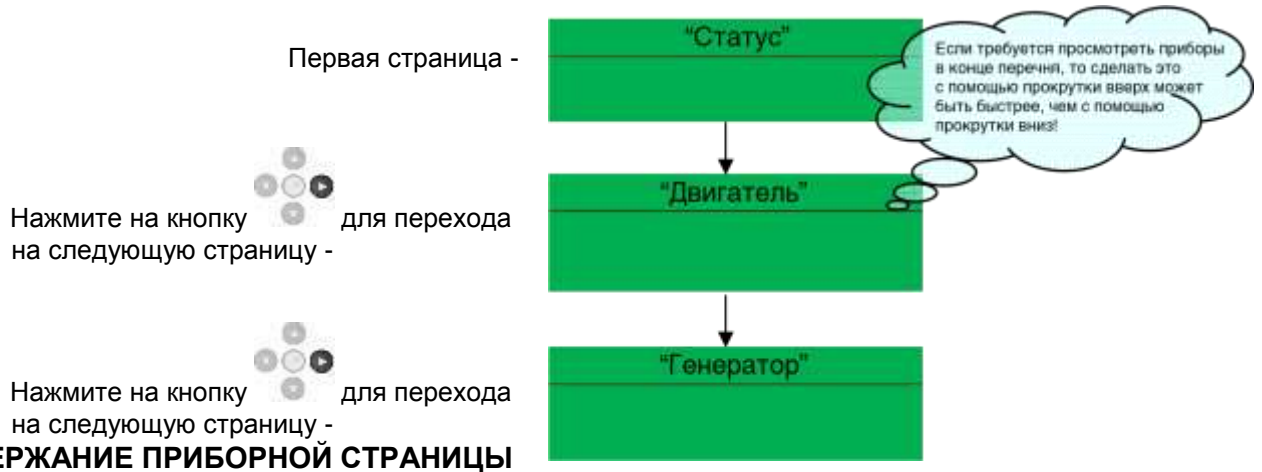 Первая страница -
"Статус"
Если требуется просмотреть приборы
в конце перечня, то сделать это
с помощью прокрутки вверх может
быть быстрее, чем с помощью
прокрутки вниз!
Нажмите на кнопку для перехода
на следующую страницу -
"Двигатель"
Нажмите на кнопку для перехода
на следующую страницу -
"Генератор"
ЕРЖАНИЕ ПРИБОРНОЙ СТРАНИЦЫ